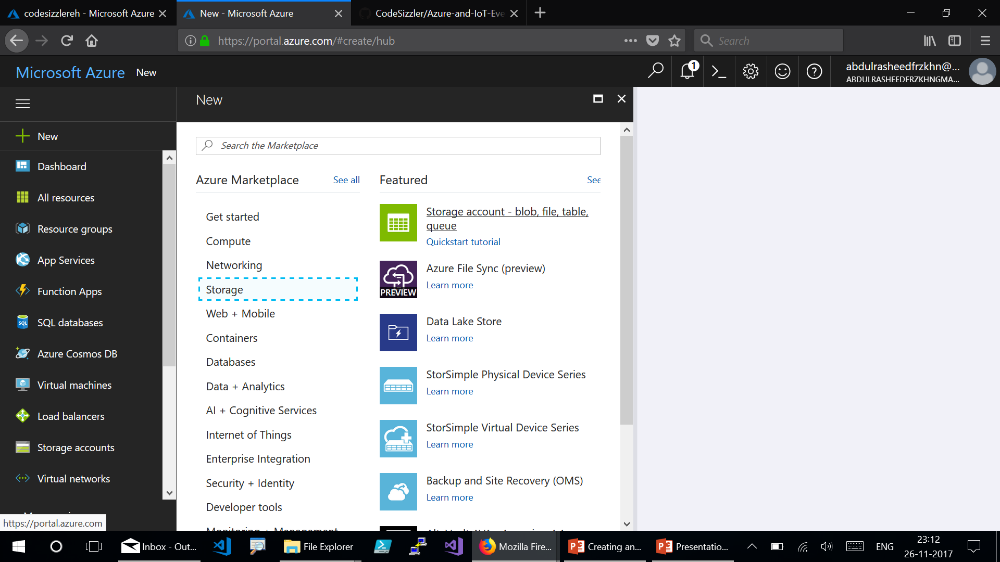 codesizzlereh - Microsoft Azure
New - Microsoft Azure
CodeSizzler/Azure-and-IoT-Eve
https://portal.azure.com/#create/hub
Search
Microsoft Azure
New
1
abdulrasheedfrzkhn@...
ABDULRASHEEDFRZKHNGMA...
New
Dashboard
All resources
Resource groups
App Services
Function Apps
SQL
SQL databases
Azure Cosmos DB
Virtual machines
Load balancers
Storage accounts
Virtual networks
https://portal.azure.com
New
Search the Marketplace
Azure Marketplace
See all
Get started
Compute
Networking
Storage
Web + Mobile
Containers
Databases
Data + Analytics
AI + Cognitive Services
Internet of Things
Enterprise Integration
Security + Identity
Developer tools
Monitoring + Management
Featured
See
Storage account - blob, file, table,
queue
Quickstart tutorial
PREVIEW
Azure File Sync (preview)
Learn more
Data Lake Store
Learn more
StorSimple Physical Device Series
Learn more
StorSimple Virtual Device Series
Learn more
Backup and Site Recovery (OMS)
Learn more
Inbox - Out...
File Explorer
Mozilla Fire...
Creating an...
Presentatio...
ENG
23:12
26-11-2017